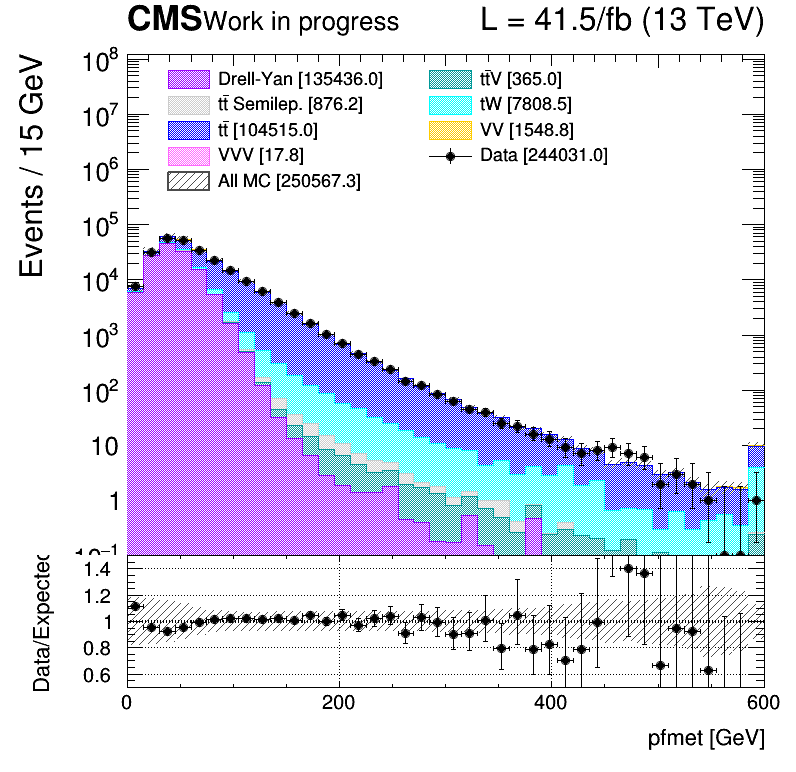 CMS Work in progress L = 41.5/fb (13 TeV)
Events / 15 GeV
10⁸
10⁷
10⁶
10⁵
10⁴
10³
10²
10
1
10⁻¹
Drell-Yan [135436.0]
tt̄ Semilep. [876.2]
tt̄ [104515.0]
VVV [17.8]
All MC [250567.3]
tt̄V [365.0]
tW [7808.5]
VV [1548.8]
Data [244031.0]
Data/Expected
1.4
1.2
1
0.8
0.6
0 200 400 600
pfmet [GeV]